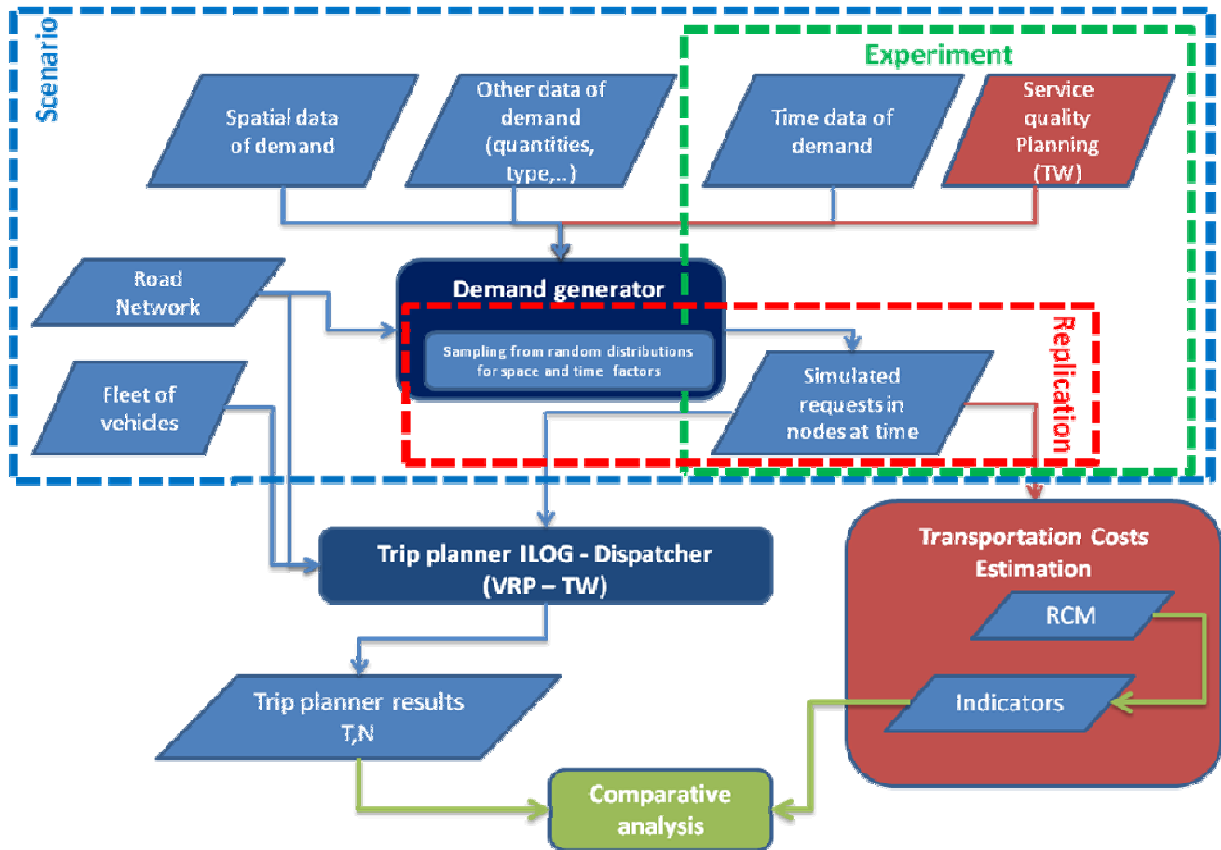 Scenario
Experiment
Spatial data
of demand
Other data of
demand
(quantities,
type,..)
Time data of
demand
Service
quality
Planning
(TW)
Road
Network
Demand generator
Sampling from random distributions
for space and time factors
Replication
Fleet of
vehicles
Simulated
requests in
nodes at time
Trip planner ILOG - Dispatcher
(VRP – TW)
Transportation Costs
Estimation
RCM
Indicators
Trip planner results
T,N
Comparative
analysis